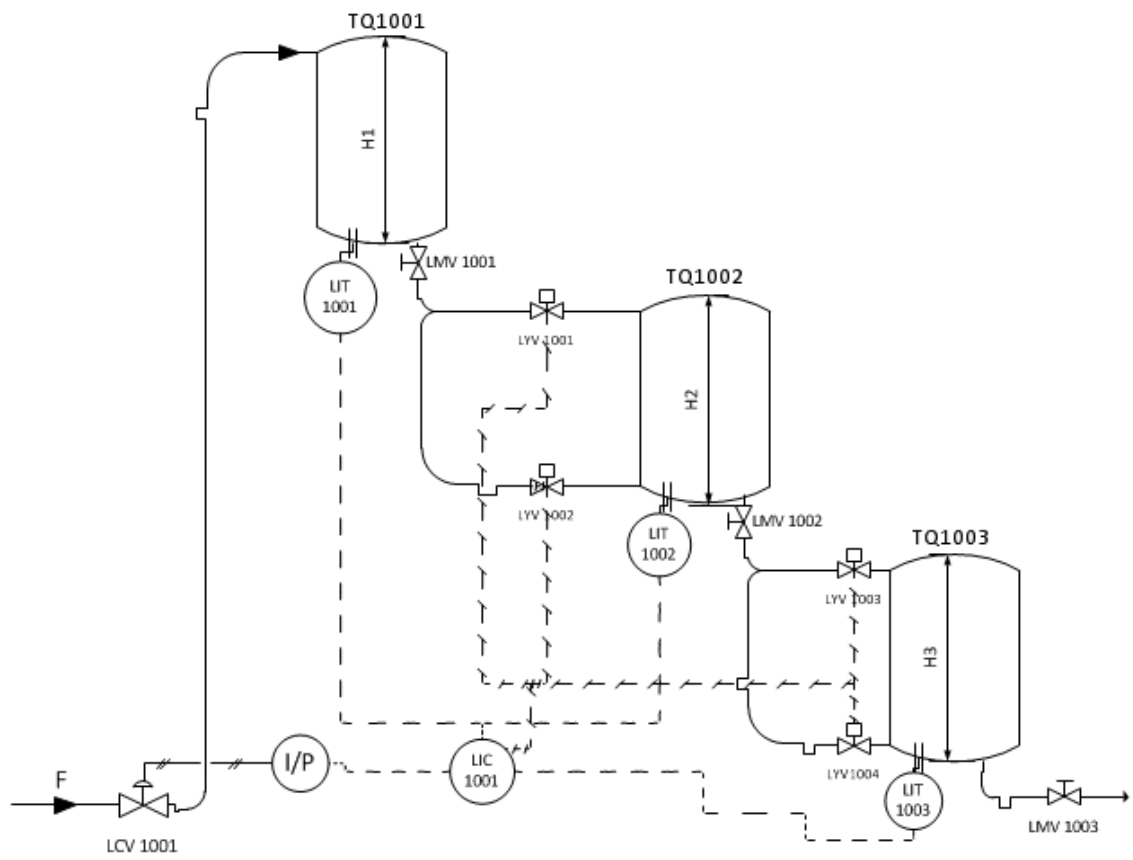 TQ1001
H1
LMV 1001
LIT
1001
TQ1002
LYV 1001
H2
LYV 1002
LMV 1002
LIT
1002
TQ1003
LYV 1003
H3
I/P
LIC
1001
LYV1004
LIT
1003
F
LMV 1003
LCV 1001